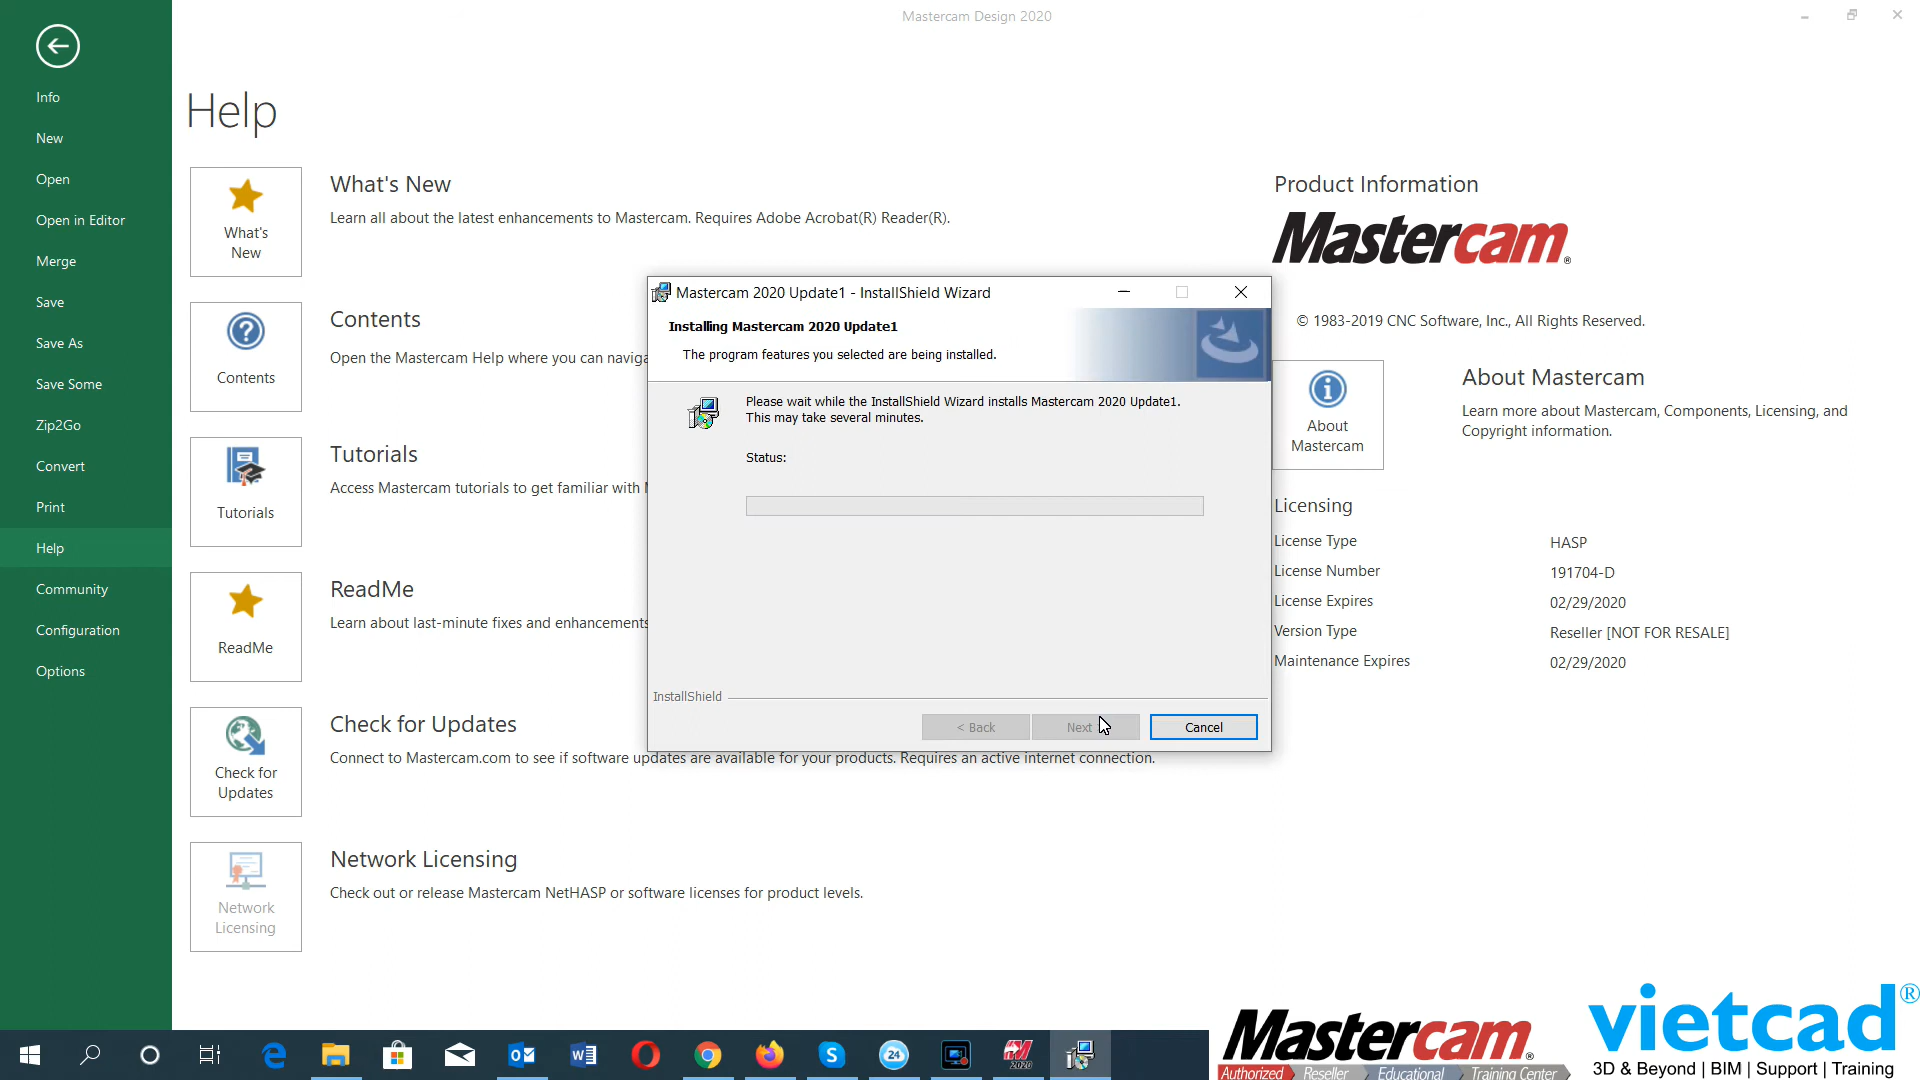 Mastercam Design 2020
Info
New
Open
Open in Editor
Merge
Save
Save As
Save Some
Zip2Go
Convert
Print
Help
Community
Configuration
Options
Help
What's
New
What's New
Learn all about the latest enhancements to Mastercam. Requires Adobe Acrobat(R) Reader(R).
Contents
Contents
Open the Mastercam Help where you can naviga
Tutorials
Tutorials
Access Mastercam tutorials to get familiar with
ReadMe
ReadMe
Learn about last-minute fixes and enhancements
Check for
Updates
Check for Updates
Connect to Mastercam.com to see if software updates are available for your products. Requires an active internet connection.
Network
Licensing
Network Licensing
Check out or release Mastercam NetHASP or software licenses for product levels.
Mastercam 2020 Update1 - InstallShield Wizard
Installing Mastercam 2020 Update1
The program features you selected are being installed.
Please wait while the InstallShield Wizard installs Mastercam 2020 Update1.
This may take several minutes.
Status:
InstallShield
< Back
Next
Cancel
Product Information
Mastercam®
© 1983-2019 CNC Software, Inc., All Rights Reserved.
About
Mastercam
About Mastercam
Learn more about Mastercam, Components, Licensing, and
Copyright information.
Licensing
License Type HASP
License Number 191704-D
License Expires 02/29/2020
Version Type Reseller [NOT FOR RESALE]
Maintenance Expires 02/29/2020
24
2020
Mastercam®
Authorized Reseller Educational Training Center
vietcad®
3D & Beyond | BIM | Support | Training